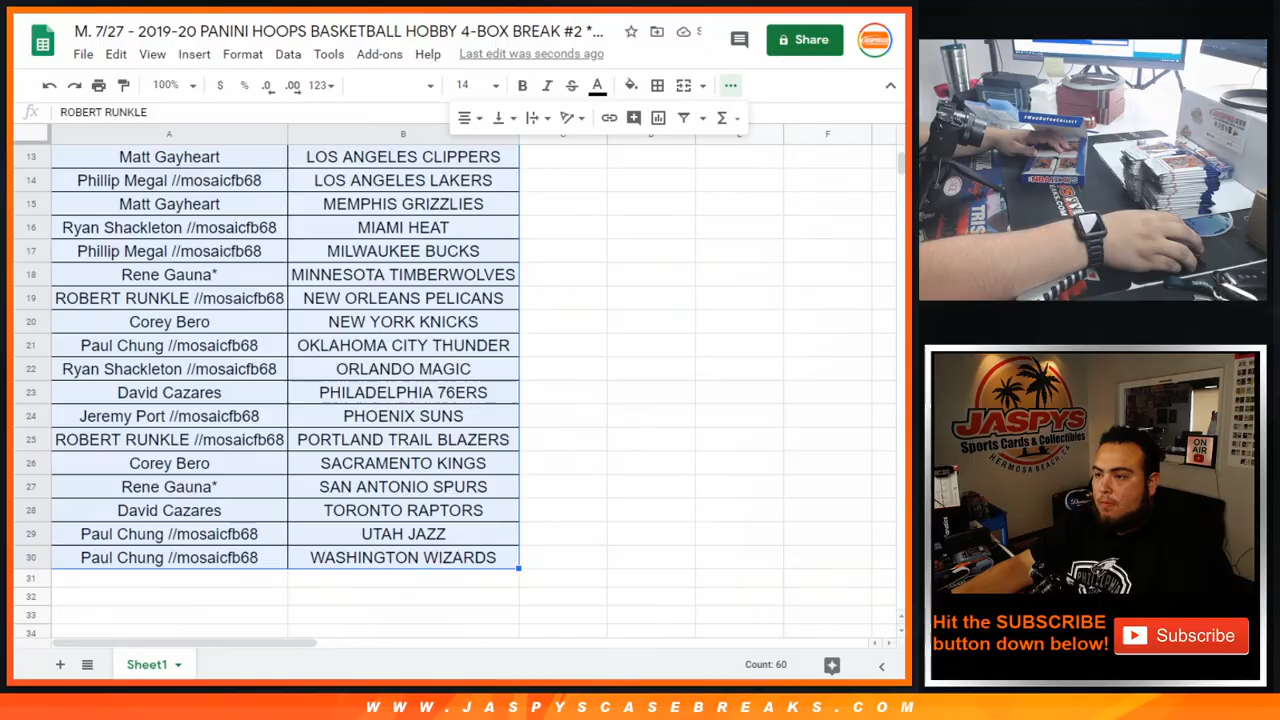 M. 7/27 - 2019-20 PANINI HOOPS BASKETBALL HOBBY 4-BOX BREAK #2 *...
File Edit View Insert Format Data Tools Add-ons Help Last edit was seconds ago
S
Share
100% $ % .0 .00 123 14 B I S A
fx ROBERT RUNKLE
A B C D E F
13 Matt Gayheart LOS ANGELES CLIPPERS
14 Phillip Megal //mosaicfb68 LOS ANGELES LAKERS
15 Matt Gayheart MEMPHIS GRIZZLIES
16 Ryan Shackleton //mosaicfb68 MIAMI HEAT
17 Phillip Megal //mosaicfb68 MILWAUKEE BUCKS
18 Rene Gauna* MINNESOTA TIMBERWOLVES
19 ROBERT RUNKLE //mosaicfb68 NEW ORLEANS PELICANS
20 Corey Bero NEW YORK KNICKS
21 Paul Chung //mosaicfb68 OKLAHOMA CITY THUNDER
22 Ryan Shackleton //mosaicfb68 ORLANDO MAGIC
23 David Cazares PHILADELPHIA 76ERS
24 Jeremy Port //mosaicfb68 PHOENIX SUNS
25 ROBERT RUNKLE //mosaicfb68 PORTLAND TRAIL BLAZERS
26 Corey Bero SACRAMENTO KINGS
27 Rene Gauna* SAN ANTONIO SPURS
28 David Cazares TORONTO RAPTORS
29 Paul Chung //mosaicfb68 UTAH JAZZ
30 Paul Chung //mosaicfb68 WASHINGTON WIZARDS
31
32
33
34
Sheet1
Count: 60
JASPYS
Sports Cards & Collectibles
HERMOSA BEACH, CA
ON AIR
Hit the SUBSCRIBE
button down below!
Subscribe
WWW.JASPYSCASEBREAKS.COM